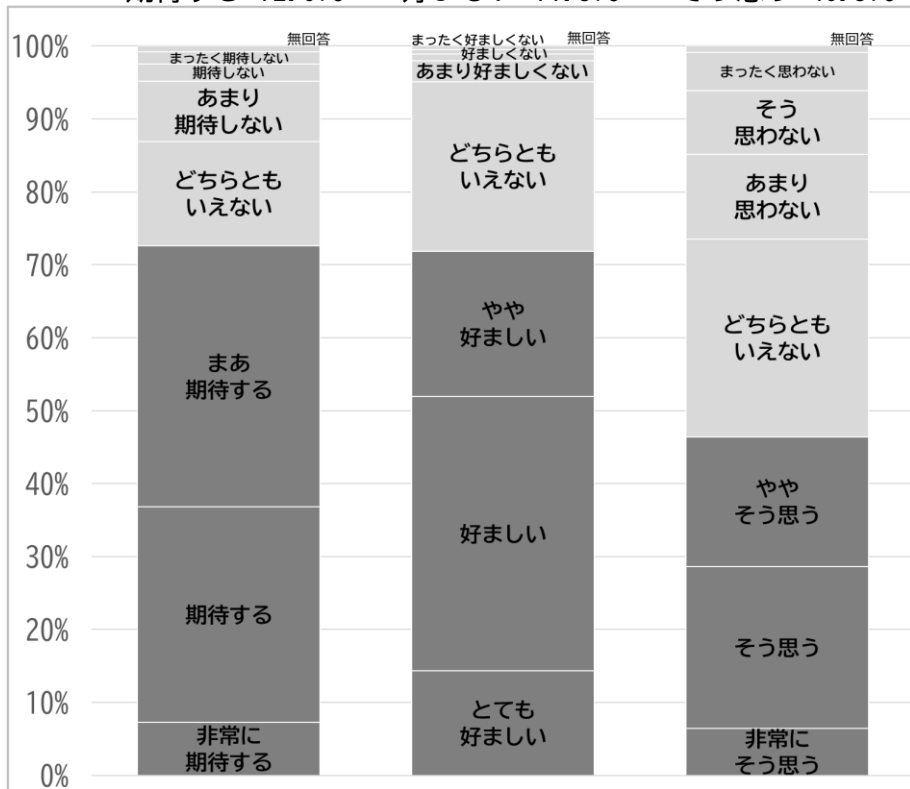 100%
90%
80%
70%
60%
50%
40%
30%
20%
10%
0%
無回答
まったく期待しない
期待しない
あまり
期待しない
どちらとも
いえない
まあ
期待する
期待する
非常に
期待する
まったく好ましくない
無回答
好ましくない
あまり好ましくない
どちらとも
いえない
やや
好ましい
好ましい
とても
好ましい
無回答
まったく思わない
そう
思わない
あまり
思わない
どちらとも
いえない
やや
そう思う
そう思う
非常に
そう思う